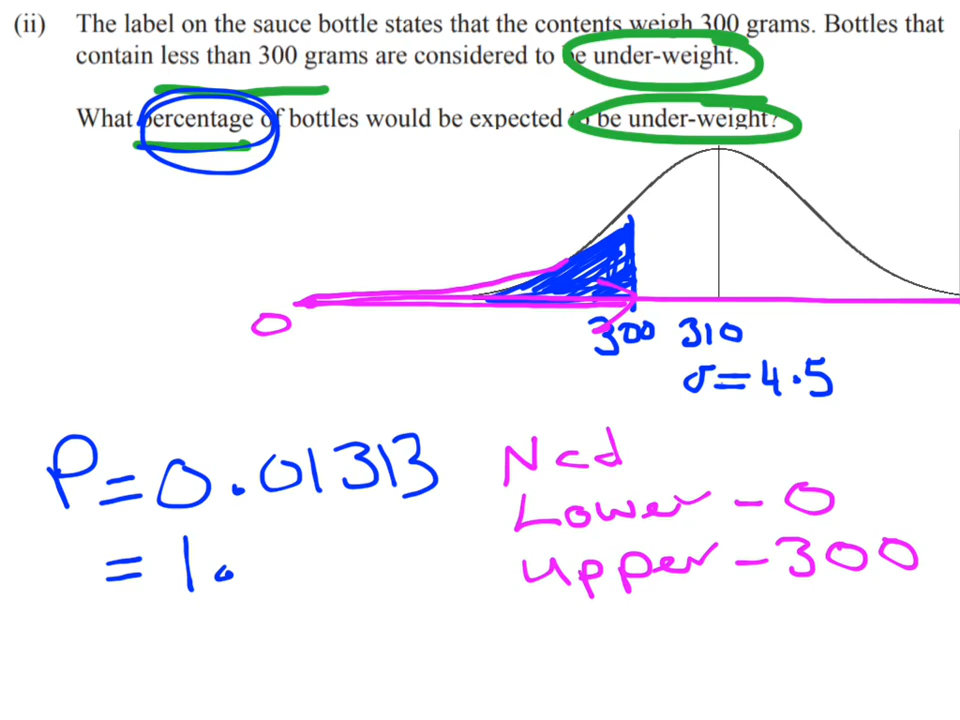 (ii) The label on the sauce bottle states that the contents weigh 300 grams. Bottles that
contain less than 300 grams are considered to be under-weight.
What percentage of bottles would be expected to be under-weight?
0
300 310
σ=4.5
P=0.01313
=1.
Ncd
Lower-0
upper-300